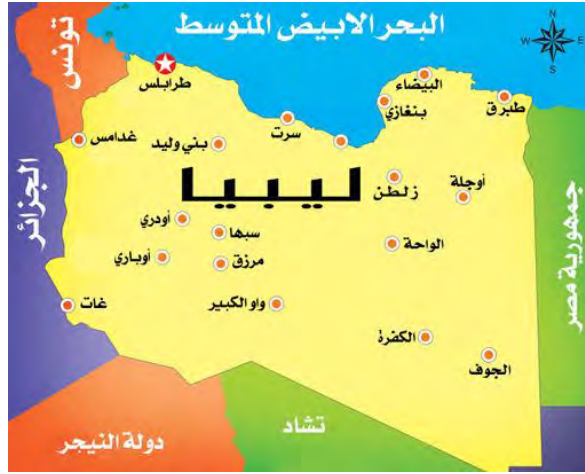 البحر الابيض المتوسط
N
W E
S
تونس
طرابلس
البيضاء
بنغازي
طبرق
غدامس
بني وليد
سرت
الجزائر
ليبيا
زلطن
أوجلة
جمهورية مصر
أودري
سبها
الواحة
أوباري
مرزق
غات
واو الكبير
الكفرة
الجوف
دولة النيجر
تشاد